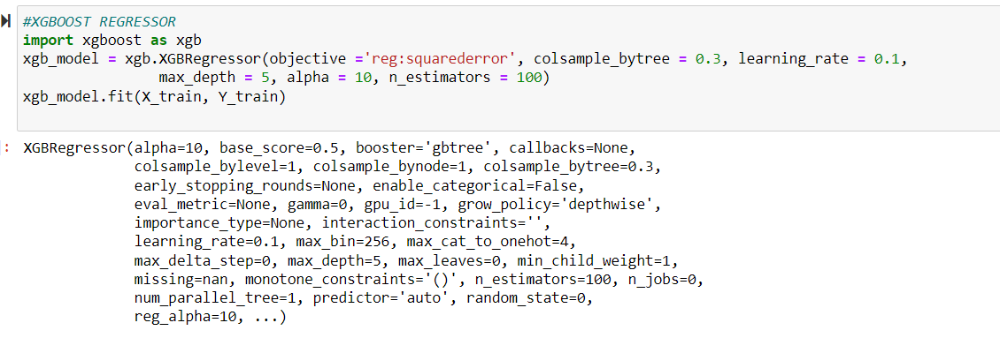 #XGBOOST REGRESSOR
import xgboost as xgb
xgb_model = xgb.XGBRegressor(objective ='reg:squarederror', colsample_bytree = 0.3, learning_rate = 0.1,
max_depth = 5, alpha = 10, n_estimators = 100)
xgb_model.fit(X_train, Y_train)
: XGBRegressor(alpha=10, base_score=0.5, booster='gbtree', callbacks=None,
colsample_bylevel=1, colsample_bynode=1, colsample_bytree=0.3,
early_stopping_rounds=None, enable_categorical=False,
eval_metric=None, gamma=0, gpu_id=-1, grow_policy='depthwise',
importance_type=None, interaction_constraints='',
learning_rate=0.1, max_bin=256, max_cat_to_onehot=4,
max_delta_step=0, max_depth=5, max_leaves=0, min_child_weight=1,
missing=nan, monotone_constraints='()', n_estimators=100, n_jobs=0,
num_parallel_tree=1, predictor='auto', random_state=0,
reg_alpha=10, ...)